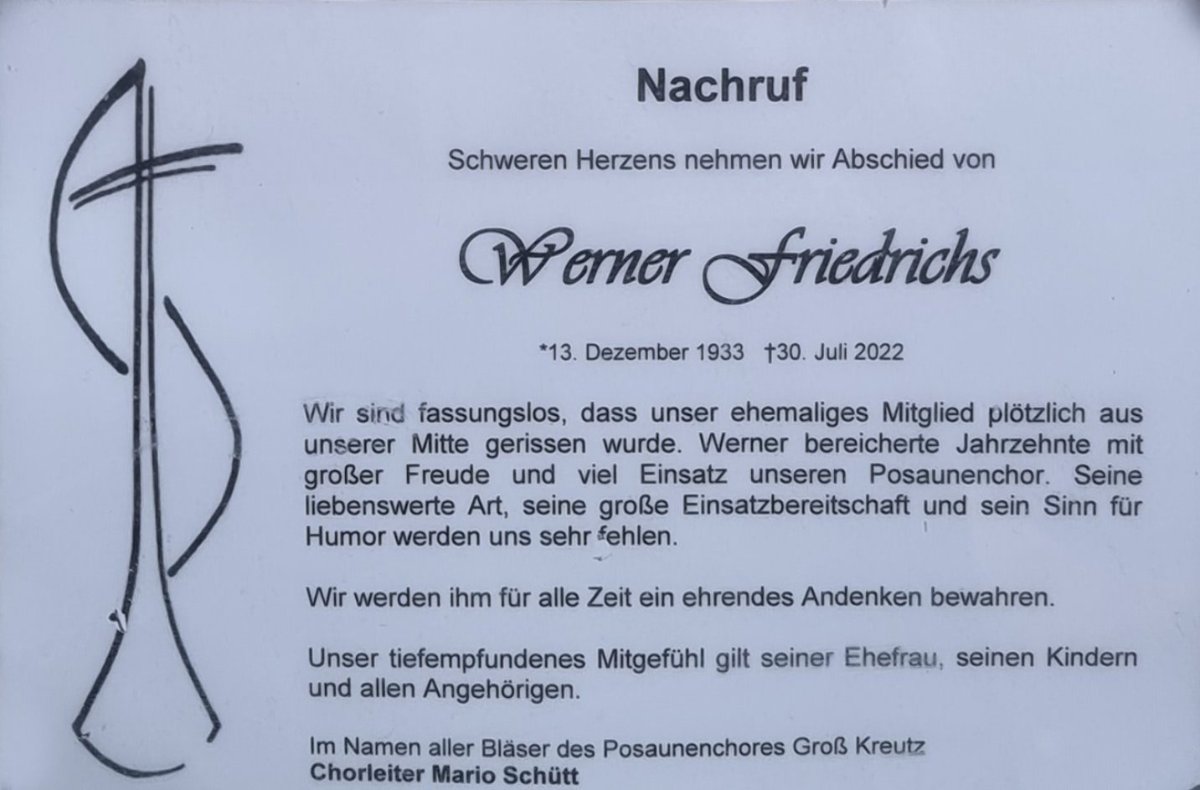 Nachruf
Schweren Herzens nehmen wir Abschied von
Werner Friedrichs
*13. Dezember 1933 †30. Juli 2022
Wir sind fassungslos, dass unser ehemaliges Mitglied plötzlich aus
unserer Mitte gerissen wurde. Werner bereicherte Jahrzehnte mit
großer Freude und viel Einsatz unseren Posaunenchor. Seine
liebenswerte Art, seine große Einsatzbereitschaft und sein Sinn für
Humor werden uns sehr fehlen.
Wir werden ihm für alle Zeit ein ehrendes Andenken bewahren.
Unser tiefempfundenes Mitgefühl gilt seiner Ehefrau, seinen Kindern
und allen Angehörigen.
Im Namen aller Bläser des Posaunenchores Groß Kreutz
Chorleiter Mario Schütt